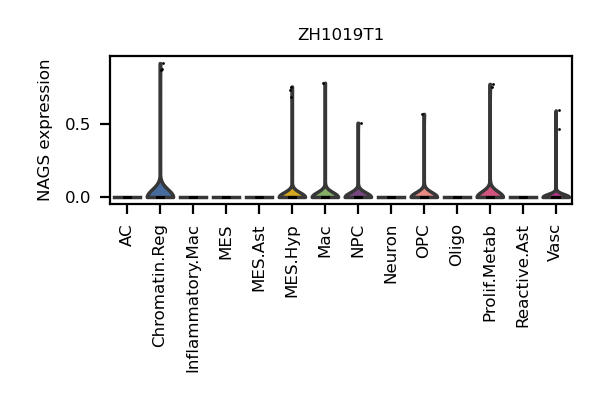 ZH1019T1
NAGS expression
0.5
0.0
AC
Chromatin.Reg
Inflammatory.Mac
MES
MES.Ast
MES.Hyp
Mac
NPC
Neuron
OPC
Oligo
Prolif.Metab
Reactive.Ast
Vasc